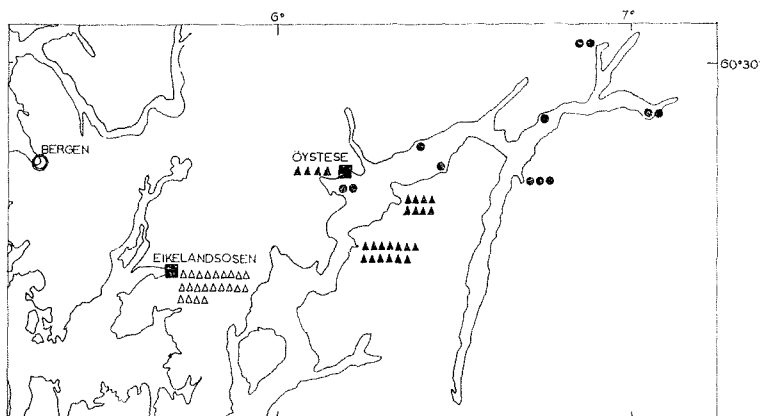 6°
7°
60°30'
BERGEN
ÖYSTESE
EIKELANDSOSEN